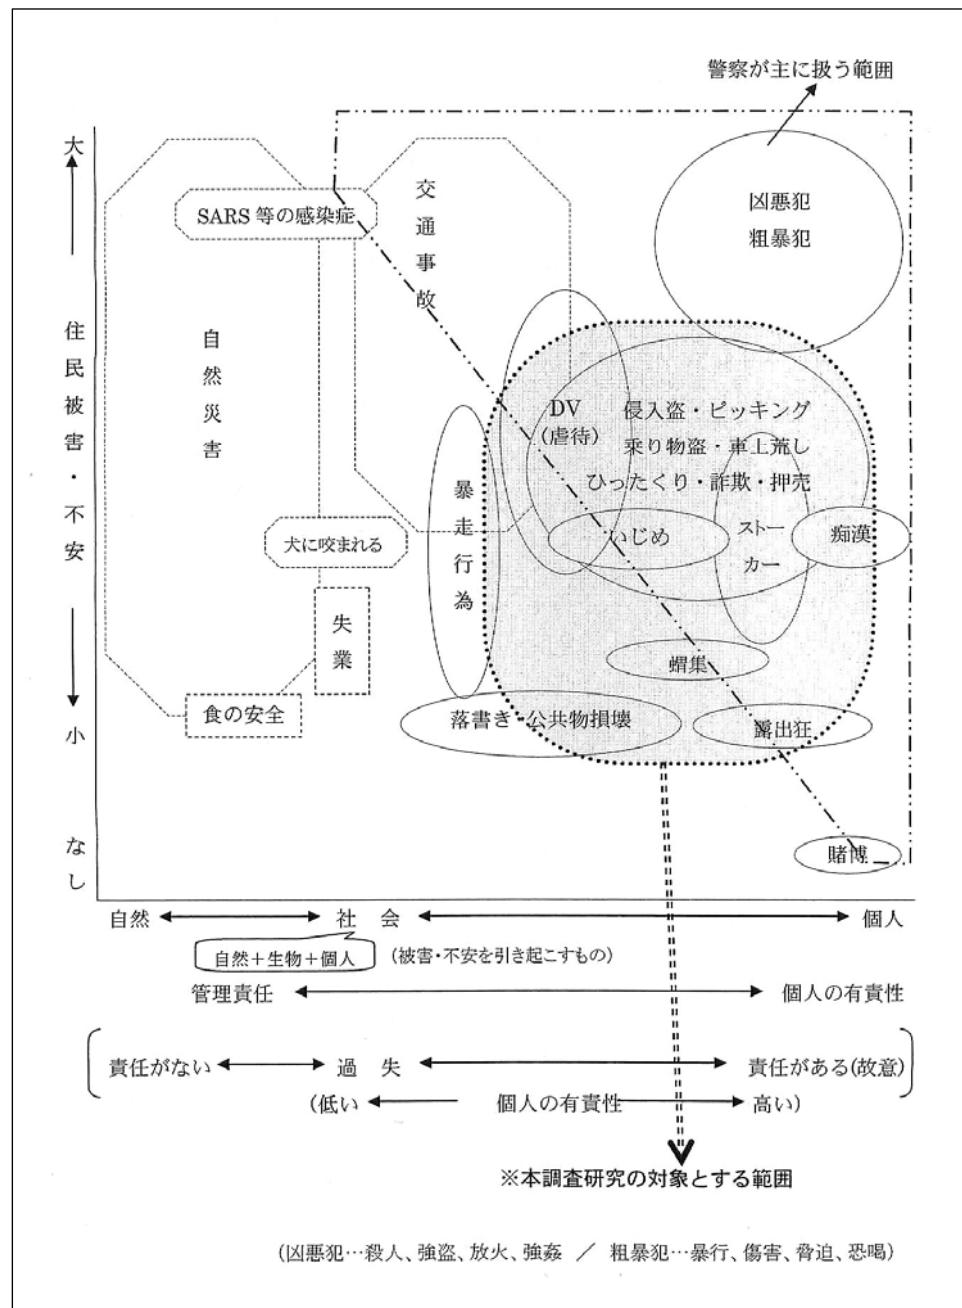 警察が主に扱う範囲
大
小
なし
住民被害・不安
SARS 等の感染症
交通事故
凶悪犯
粗暴犯
自然災害
DV
(虐待)
侵入盗・ピッキング
乗り物盗・車上荒し
ひったくり・詐欺・押売
暴走行為
いじめ
ストーカー
痴漢
犬に咬まれる
失業
蝟集
食の安全
落書き・公共物損壊
露出狂
賭博
自然 社 会 個人
自然＋生物＋個人 (被害・不安を引き起こすもの)
管理責任 個人の有責性
責任がない 過 失 責任がある(故意)
(低い 個人の有責性 高い)
※本調査研究の対象とする範囲
(凶悪犯…殺人、強盗、放火、強姦 ／ 粗暴犯…暴行、傷害、脅迫、恐喝)